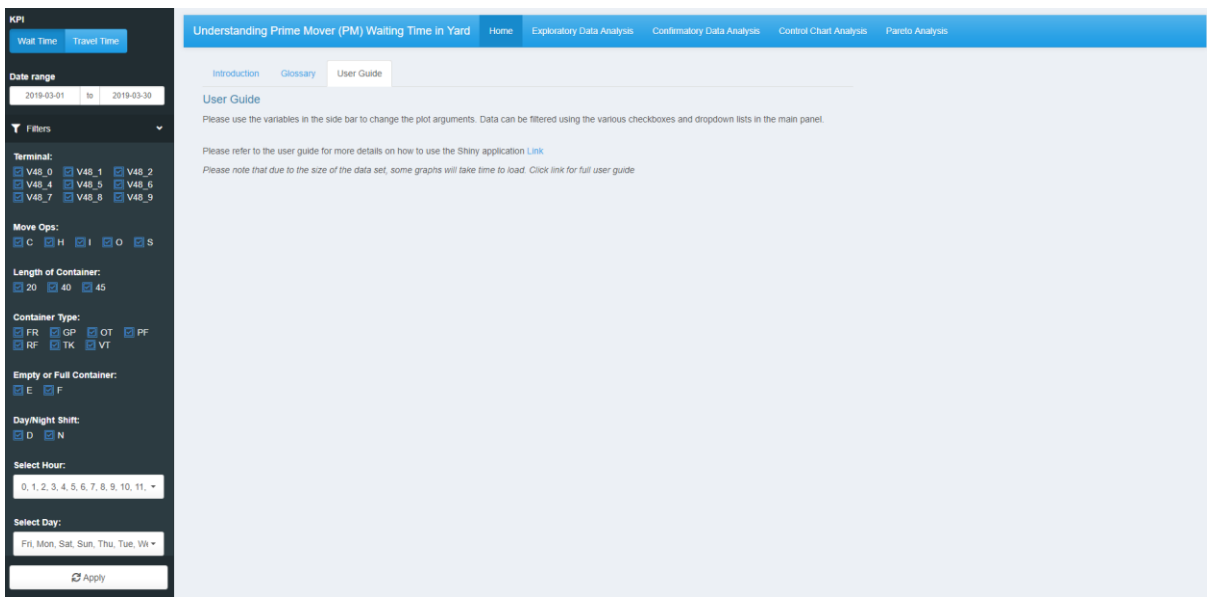 KPI
Wait Time Travel Time
Date range
2019-03-01 to 2019-03-30
Filters
Terminal:
V48_0 V48_1 V48_2
V48_4 V48_5 V48_6
V48_7 V48_8 V48_9
Move Ops:
C H I O S
Length of Container:
20 40 45
Container Type:
FR GP OT PF
RF TK VT
Empty or Full Container:
E F
Day/Night Shift:
D N
Select Hour:
0, 1, 2, 3, 4, 5, 6, 7, 8, 9, 10, 11,
Select Day:
Fri, Mon, Sat, Sun, Thu, Tue,
Apply
Understanding Prime Mover (PM) Waiting Time in Yard Home Exploratory Data Analysis Confirmatory Data Analysis Control Chart Analysis Pareto Analysis
Introduction Glossary User Guide
User Guide
Please use the variables in the side bar to change the plot arguments. Data can be filtered using the various checkboxes and dropdown lists in the main panel.
Please refer to the user guide for more details on how to use the Shiny application Link
Please note that due to the size of the data set, some graphs will take time to load. Click link for full user guide